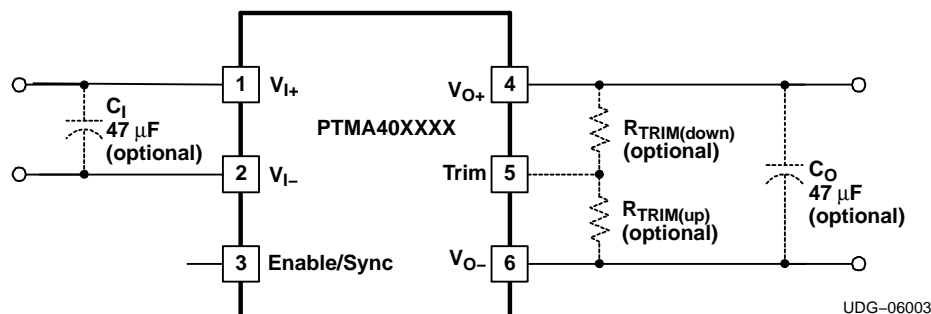 1
V_I+
C_I
47 μF
(optional)
2
V_I–
3
Enable/Sync
PTMA40XXXX
V_O+
4
R_TRIM(down)
(optional)
Trim
5
R_TRIM(up)
(optional)
C_O
47 μF
(optional)
V_O–
6
UDG–06003